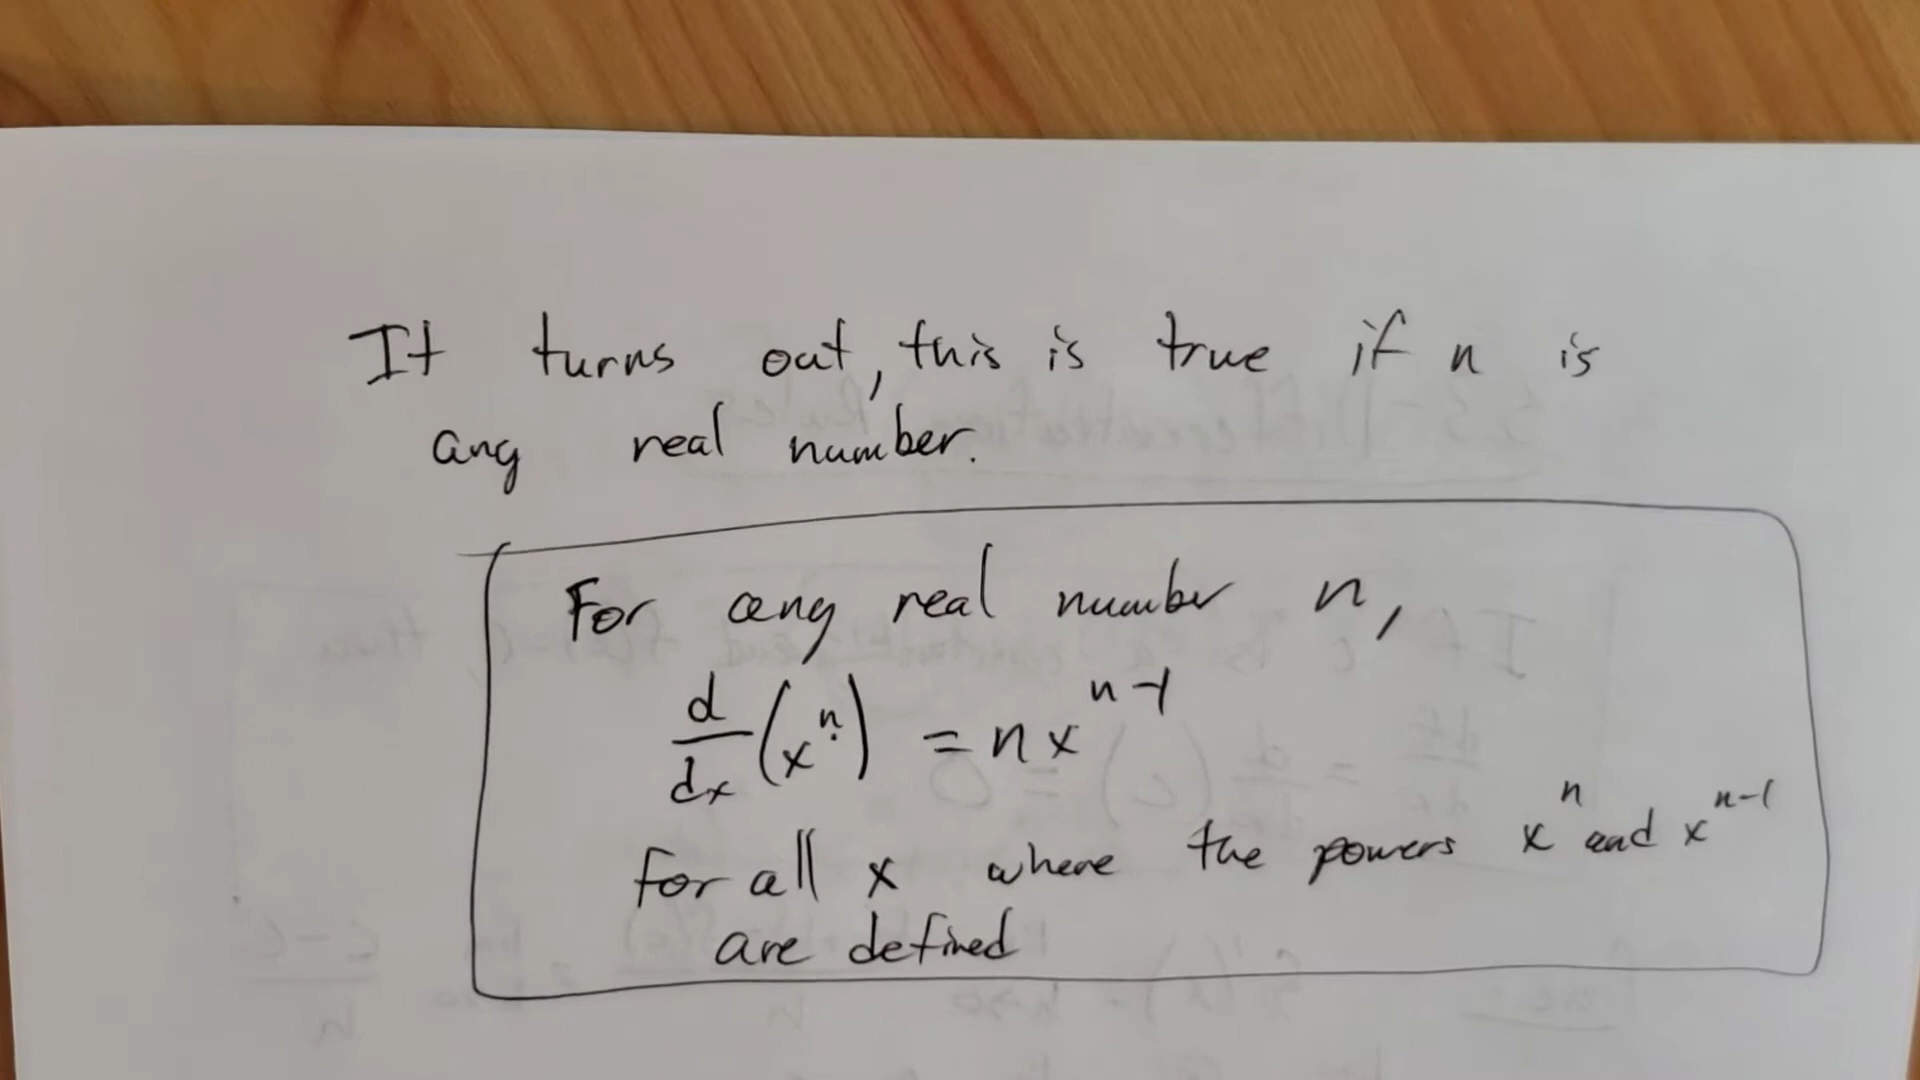 It turns out, this is true if n is
any real number.
For any real number n,
d/dx (x^n) = nx^(n-1)
for all x where the powers x^n and x^(n-1)
are defined